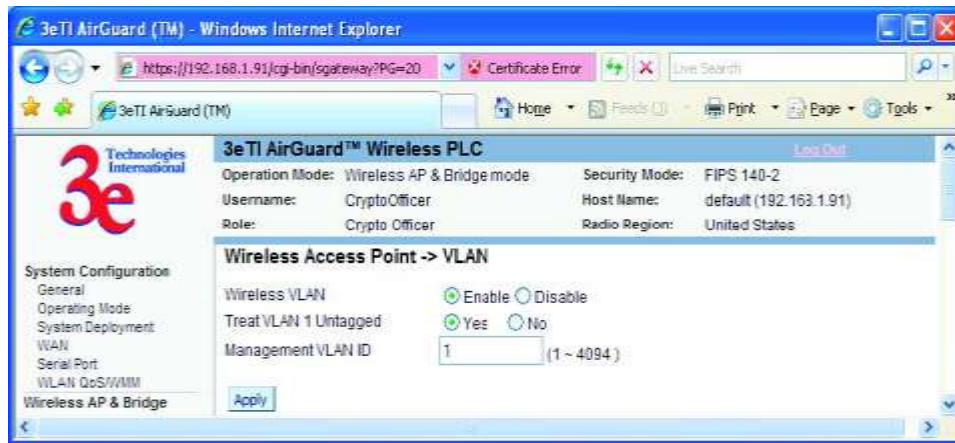 3eTI AirGuard (TM) - Windows Internet Explorer
https://192.168.1.91/cgi-bin/sgateway?PG=20 Certificate Error Live Search
3eTI AirGuard (TM) Home Feeds (J) Print Page Tools
3e Technologies International
3eTI AirGuard™ Wireless PLC Log Out
Operation Mode: Wireless AP & Bridge mode Security Mode: FIPS 140-2
Username: CryptoOfficer Host Name: default (192.168.1.91)
Role: Crypto Officer Radio Region: United States
System Configuration
General
Operating Mode
System Deployment
WAN
Serial Port
WLAN QoS/WMM
Wireless AP & Bridge
Wireless Access Point -> VLAN
Wireless VLAN Enable Disable
Treat VLAN 1 Untagged Yes No
Management VLAN ID 1 (1 ~ 4094 )
Apply